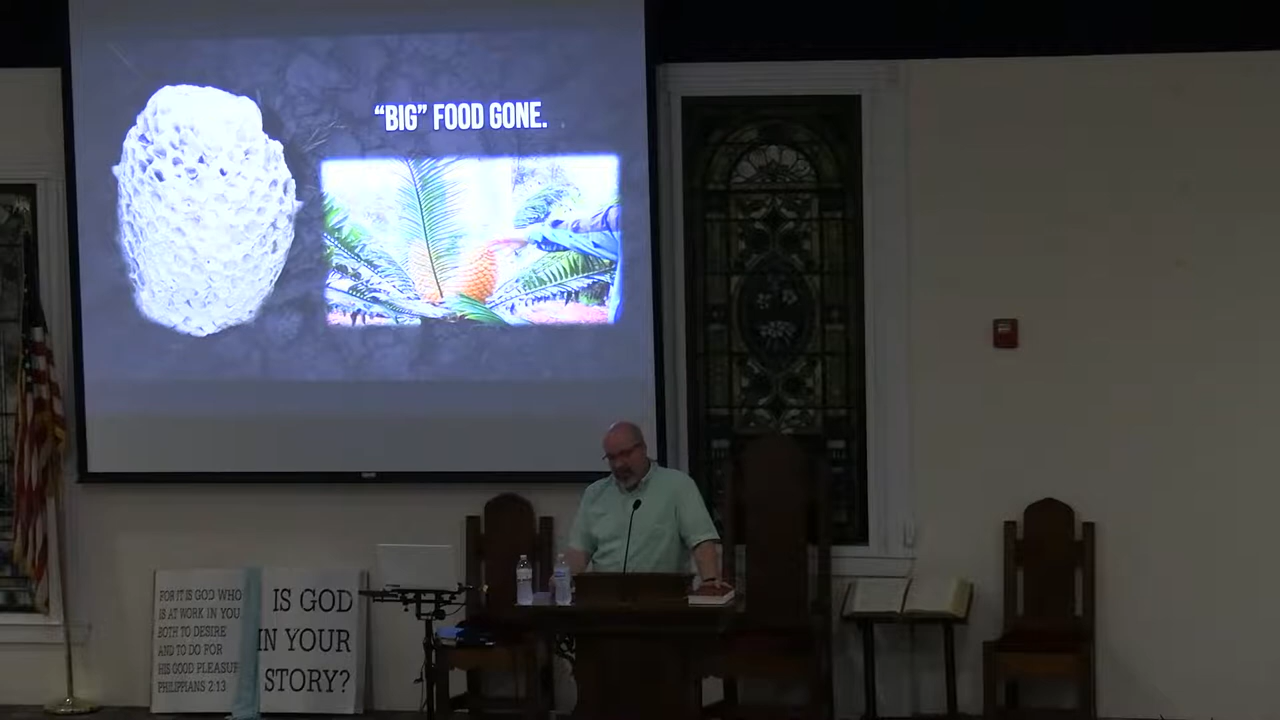 “BIG” FOOD GONE.
FOR IT IS GOD WHO
IS AT WORK IN YOU
BOTH TO DESIRE
AND TO DO FOR
HIS GOOD PLEASUR
PHILIPPIANS 2:13
IS GOD
IN YOUR
STORY?